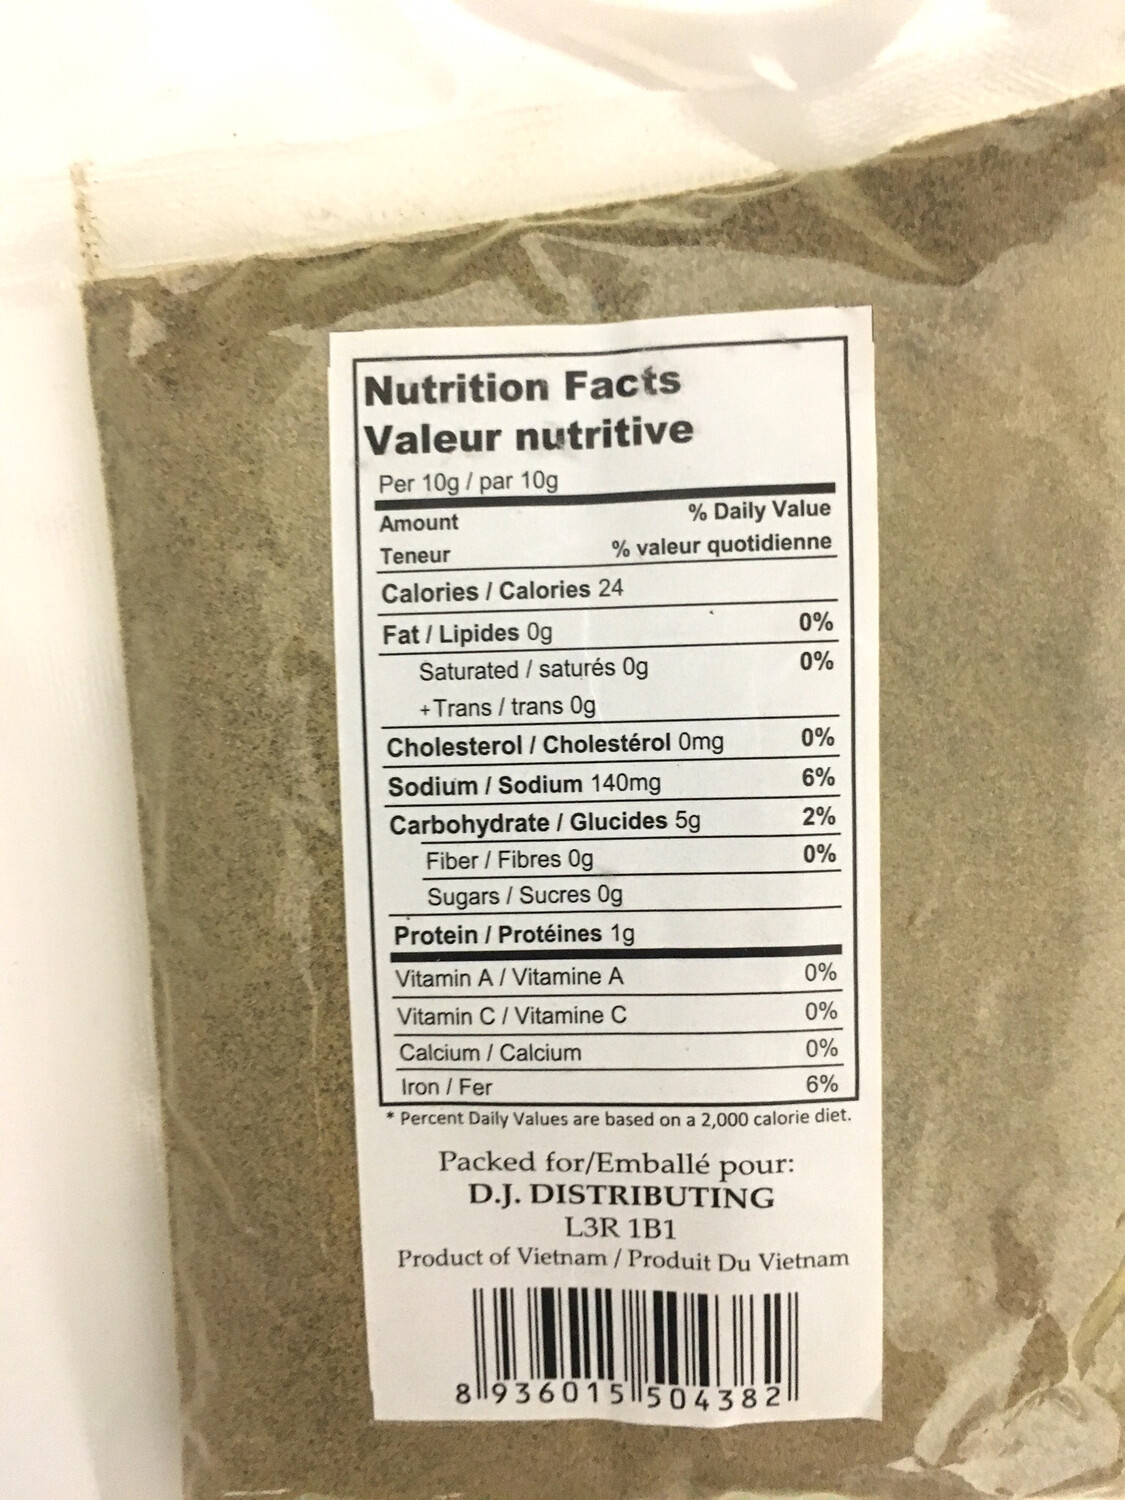 Nutrition Facts
Valeur nutritive
Per 10g / par 10g
Amount % Daily Value
Teneur % valeur quotidienne
Calories / Calories 24
Fat / Lipides 0g 0%
Saturated / saturés 0g 0%
+Trans / trans 0g
Cholesterol / Cholestérol 0mg 0%
Sodium / Sodium 140mg 6%
Carbohydrate / Glucides 5g 2%
Fiber / Fibres 0g 0%
Sugars / Sucres 0g
Protein / Protéines 1g
Vitamin A / Vitamine A 0%
Vitamin C / Vitamine C 0%
Calcium / Calcium 0%
Iron / Fer 6%
* Percent Daily Values are based on a 2,000 calorie diet.
Packed for/Emballé pour:
D.J. DISTRIBUTING
L3R 1B1
Product of Vietnam / Produit Du Vietnam
8 936015 504382